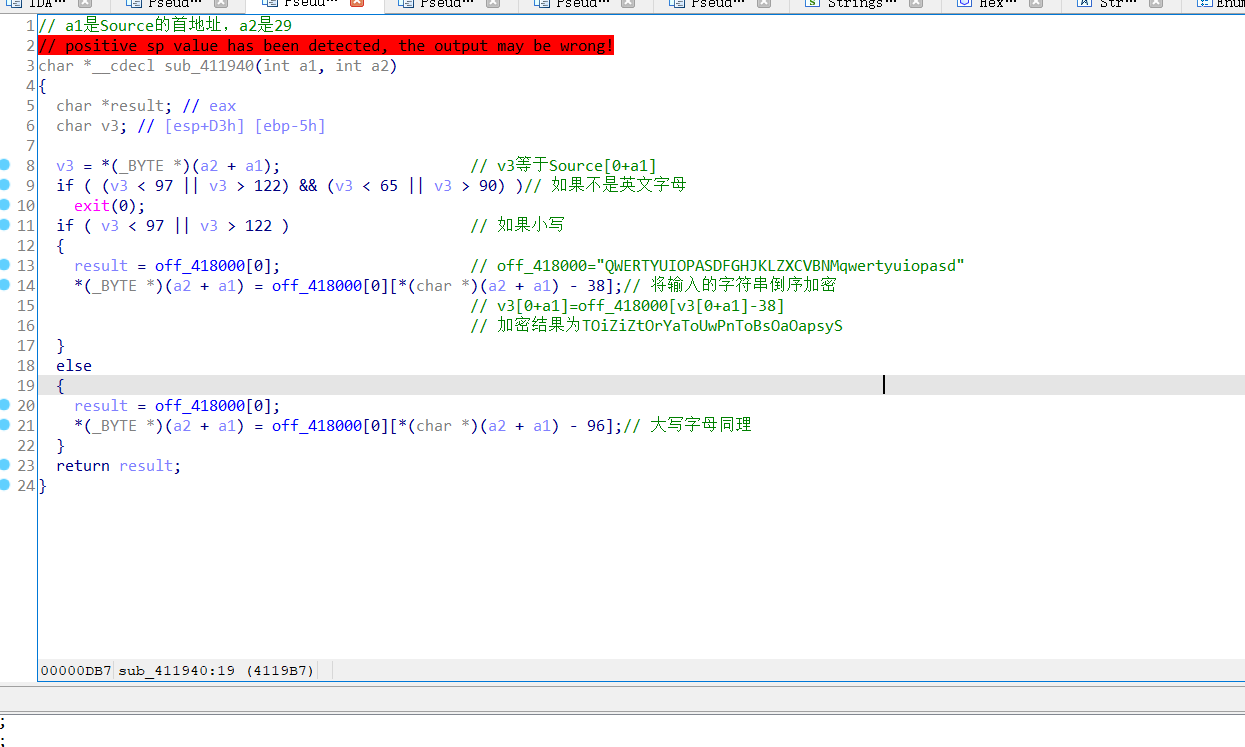 IDA··· Pseud··· Pseud··· Pseud··· Pseud··· Pseud··· Strings··· Hex··· Str··· Enum
1 // a1是Source的首地址，a2是29
2 // positive sp value has been detected, the output may be wrong!
3 char *__cdecl sub_411940(int a1, int a2)
4 {
5   char *result; // eax
6   char v3; // [esp+D3h] [ebp-5h]
7
8   v3 = *(_BYTE *)(a2 + a1); // v3等于Source[0+a1]
9   if ( (v3 < 97 || v3 > 122) && (v3 < 65 || v3 > 90) )// 如果不是英文字母
10     exit(0);
11   if ( v3 < 97 || v3 > 122 ) // 如果小写
12   {
13     result = off_418000[0]; // off_418000="QWERTYUIOPASDFGHJKLZXCVBNMqwertyuiopasd"
14     *(_BYTE *)(a2 + a1) = off_418000[0][*(char *)(a2 + a1) - 38];// 将输入的字符串倒序加密
15 // v3[0+a1]=off_418000[v3[0+a1]-38]
16 // 加密结果为TOiZiZtOrYaToUwPnToBsOaOapsyS
17   }
18   else
19   {
20     result = off_418000[0];
21     *(_BYTE *)(a2 + a1) = off_418000[0][*(char *)(a2 + a1) - 96];// 大写字母同理
22   }
23   return result;
24 }
00000DB7 sub_411940:19 (4119B7)
;
;